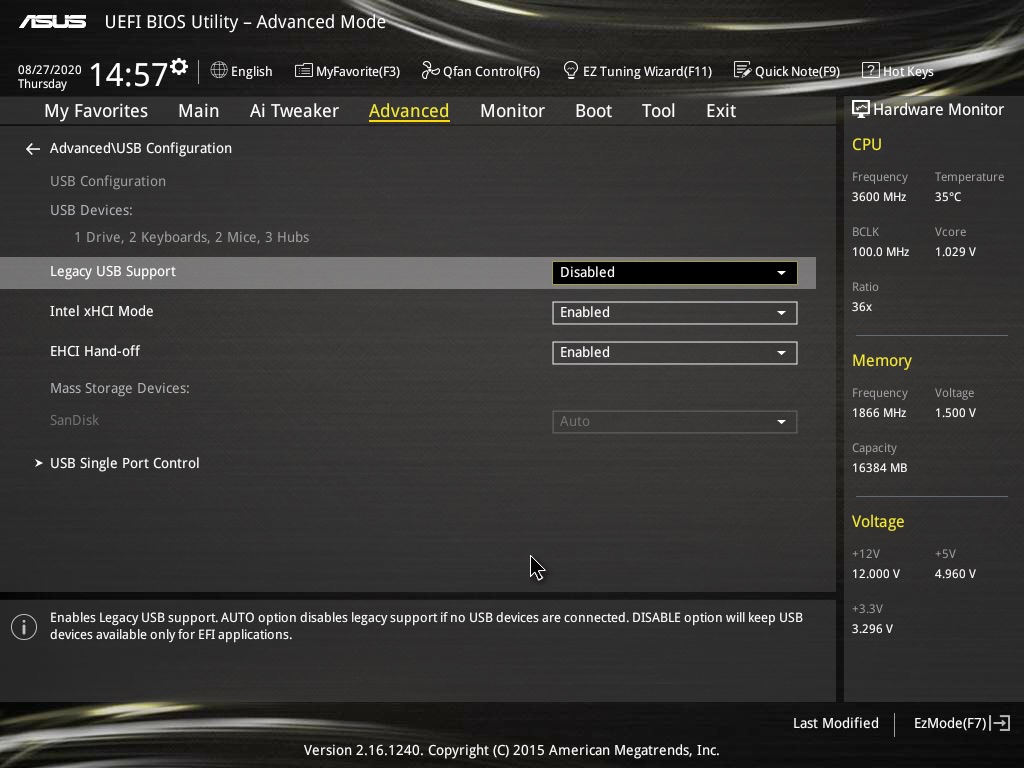 ASUS UEFI BIOS Utility – Advanced Mode
08/27/2020
Thursday
14:57
English MyFavorite(F3) Qfan Control(F6) EZ Tuning Wizard(F11) Quick Note(F9) ? Hot Keys
My Favorites Main Ai Tweaker Advanced Monitor Boot Tool Exit
Advanced\USB Configuration
USB Configuration
USB Devices:
1 Drive, 2 Keyboards, 2 Mice, 3 Hubs
Legacy USB Support Disabled
Intel xHCI Mode Enabled
EHCI Hand-off Enabled
Mass Storage Devices:
SanDisk Auto
USB Single Port Control
Enables Legacy USB support. AUTO option disables legacy support if no USB devices are connected. DISABLE option will keep USB
devices available only for EFI applications.
Hardware Monitor
CPU
Frequency Temperature
3600 MHz 35°C
BCLK Vcore
100.0 MHz 1.029 V
Ratio
36x
Memory
Frequency Voltage
1866 MHz 1.500 V
Capacity
16384 MB
Voltage
+12V +5V
12.000 V 4.960 V
+3.3V
3.296 V
Last Modified EzMode(F7)
Version 2.16.1240. Copyright (C) 2015 American Megatrends, Inc.